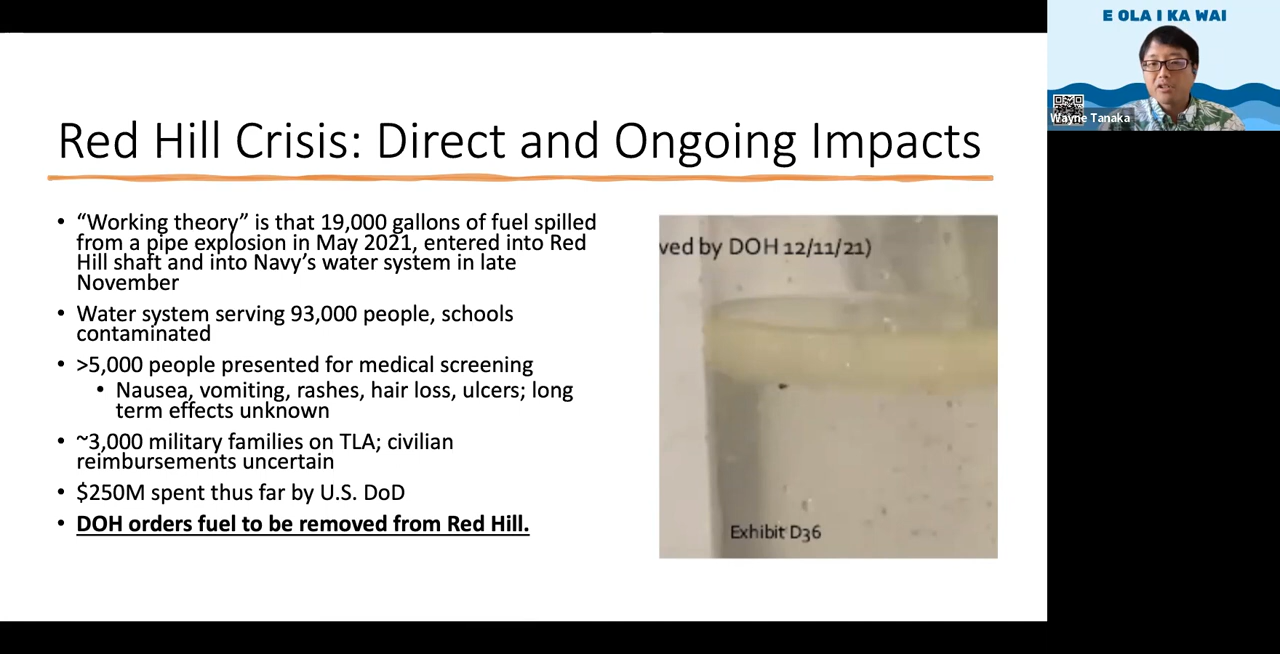 E OLA I KA WAI
Wayne Tanaka
Red Hill Crisis: Direct and Ongoing Impacts
• “Working theory” is that 19,000 gallons of fuel spilled
from a pipe explosion in May 2021, entered into Red
Hill shaft and into Navy’s water system in late
November
• Water system serving 93,000 people, schools
contaminated
• >5,000 people presented for medical screening
• Nausea, vomiting, rashes, hair loss, ulcers; long
term effects unknown
• ~3,000 military families on TLA; civilian
reimbursements uncertain
• $250M spent thus far by U.S. DoD
• DOH orders fuel to be removed from Red Hill.
ved by DOH 12/11/21)
Exhibit D36